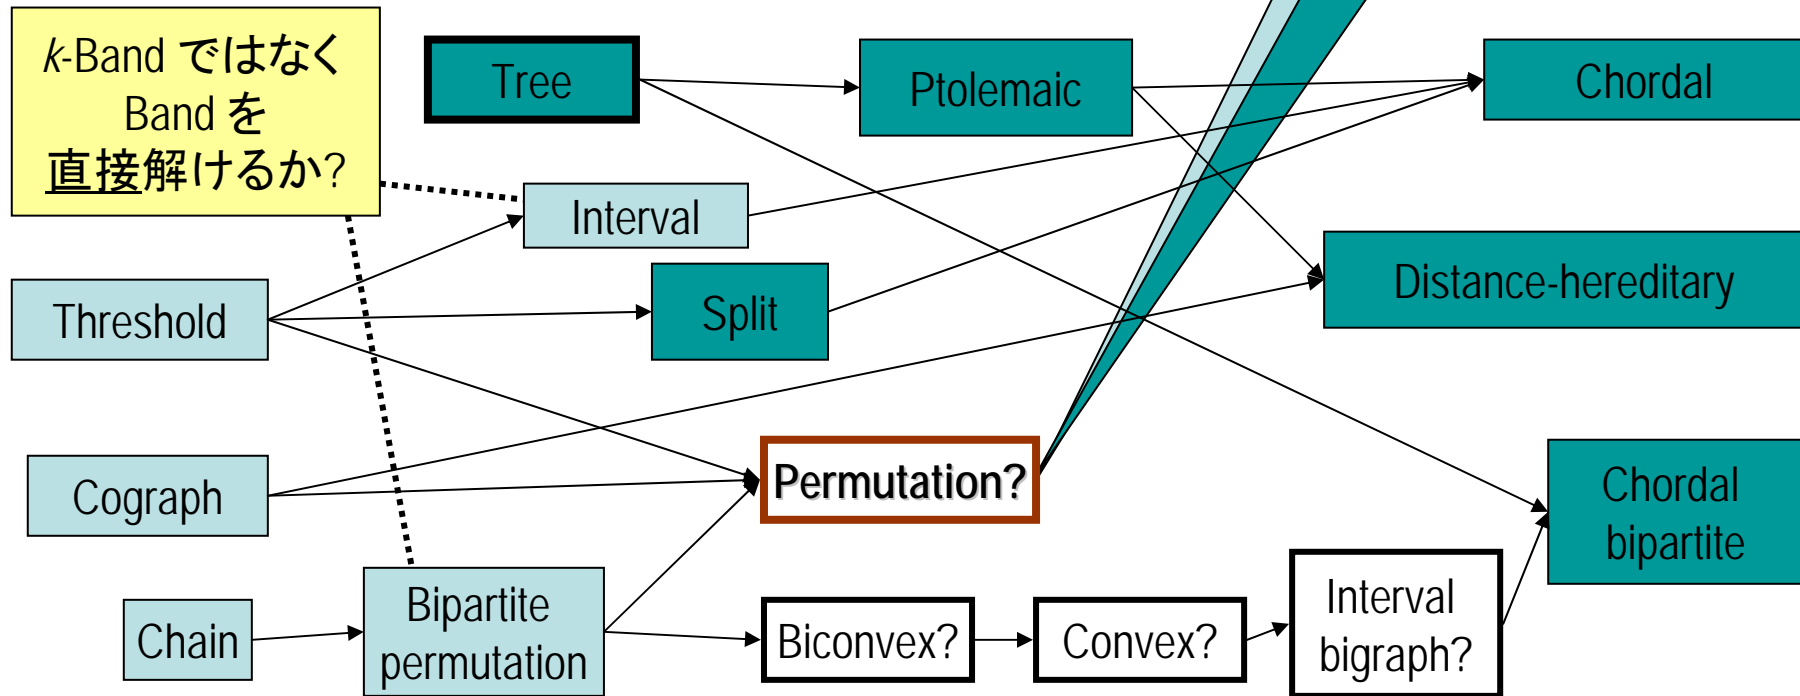 k-Band ではなく
Band を
直接解けるか?
Tree
Ptolemaic
Chordal
Interval
Threshold
Split
Distance-hereditary
Cograph
Permutation?
Chordal
bipartite
Chain
Bipartite
permutation
Biconvex?
Convex?
Interval
bigraph?